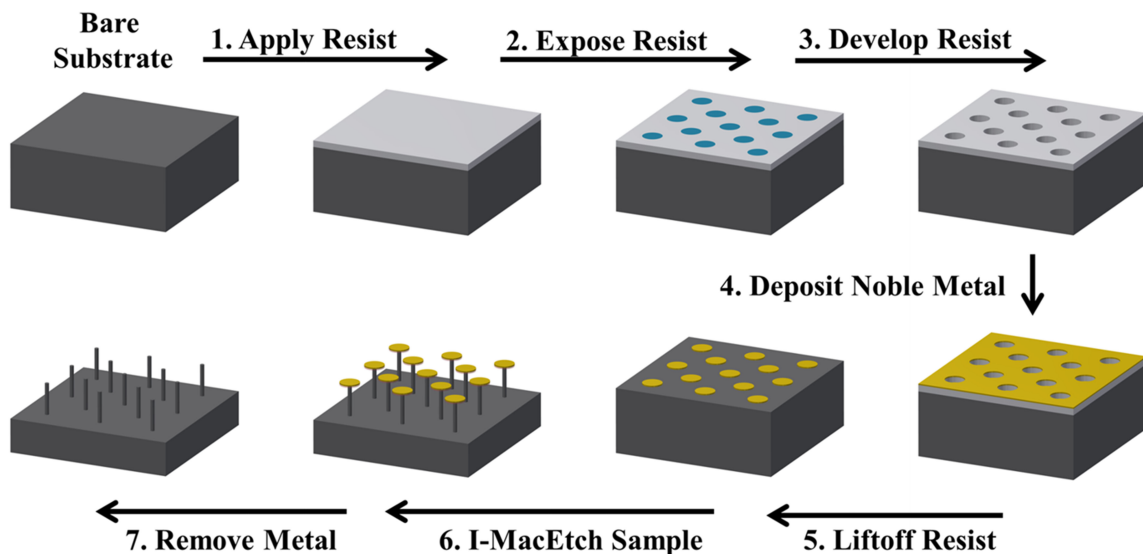 Bare
Substrate
1. Apply Resist
2. Expose Resist
3. Develop Resist
4. Deposit Noble Metal
5. Liftoff Resist
6. I-MacEtch Sample
7. Remove Metal